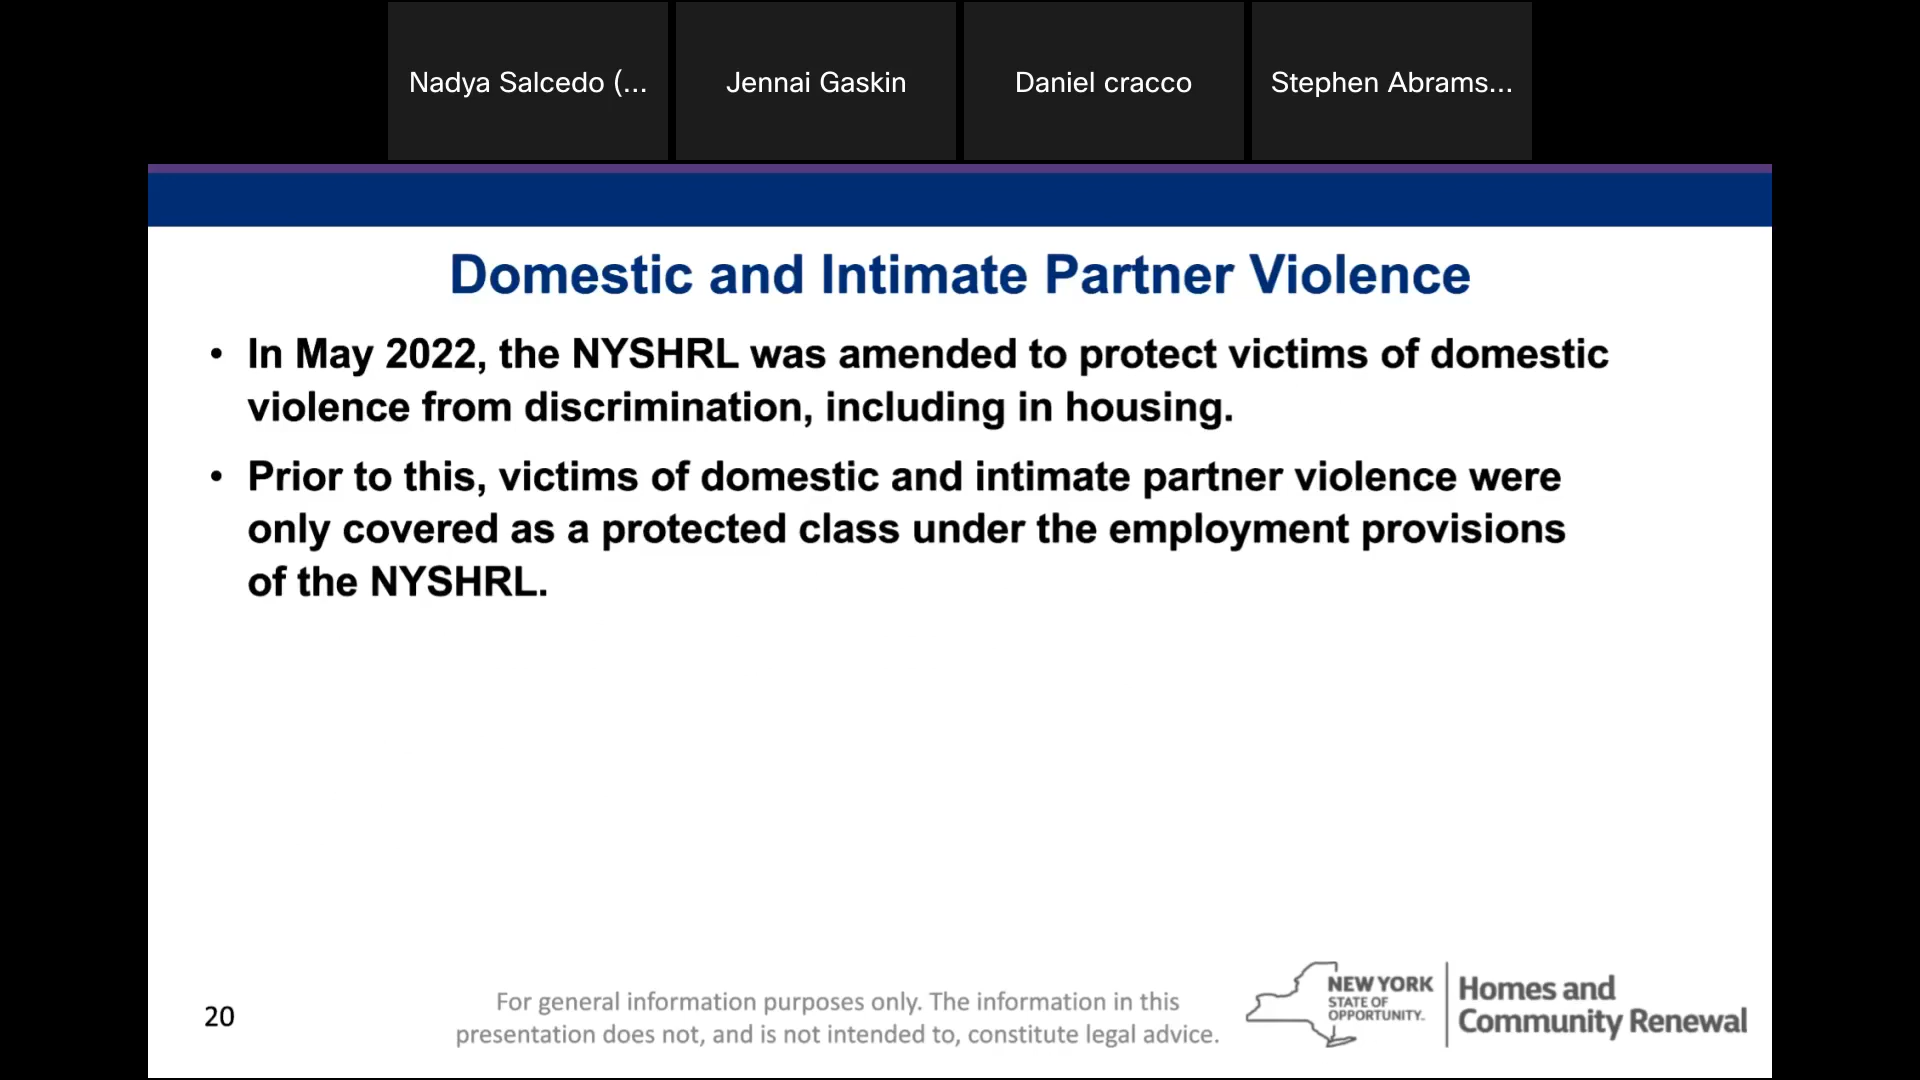 Nadya Salcedo (...
Jennai Gaskin
Daniel cracco
Stephen Abrams...
Domestic and Intimate Partner Violence
• In May 2022, the NYSHRL was amended to protect victims of domestic
violence from discrimination, including in housing.
• Prior to this, victims of domestic and intimate partner violence were
only covered as a protected class under the employment provisions
of the NYSHRL.
20
For general information purposes only. The information in this
presentation does not, and is not intended to, constitute legal advice.
NEW YORK
STATE OF
OPPORTUNITY.
Homes and
Community Renewal